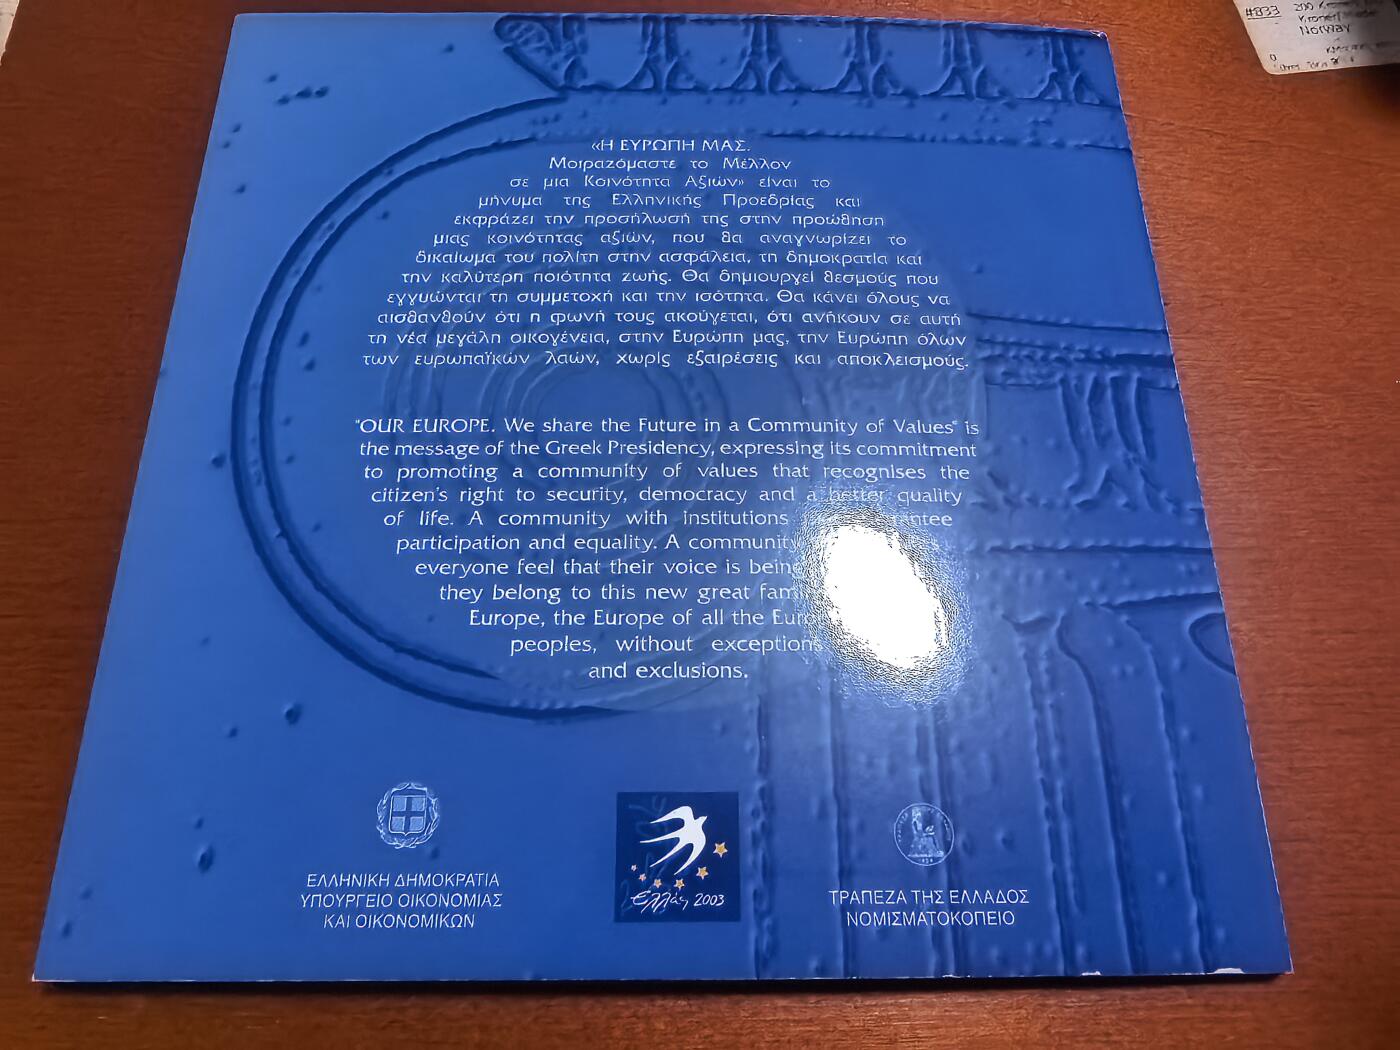 «Η ΕΥΡΩΠΗ ΜΑΣ.
Μοιραζόμαστε το Μέλλον
σε μια Κοινότητα Αξιών» είναι το
μήνυμα της Ελληνικής Προεδρίας και
εκφράζει την προσήλωσή της στην προώθηση
μιας κοινότητας αξιών, που θα αναγνωρίζει το
δικαίωμα του πολίτη στην ασφάλεια, τη δημοκρατία και
την καλύτερη ποιότητα ζωής. Θα δημιουργεί θεσμούς που
εγγυώνται τη συμμετοχή και την ισότητα. Θα κάνει όλους να
αισθανθούν ότι η φωνή τους ακούγεται, ότι ανήκουν σε αυτή
τη νέα μεγάλη οικογένεια, στην Ευρώπη μας, την Ευρώπη όλων
των ευρωπαϊκών λαών, χωρίς εξαιρέσεις και αποκλεισμούς.
"OUR EUROPE. We share the Future in a Community of Values" is
the message of the Greek Presidency, expressing its commitment
to promoting a community of values that recognises the
citizen's right to security, democracy and a better quality
of life. A community with institutions
participation and equality. A community
everyone feel that their voice is
they belong to this new great
Europe, the Europe of all the
peoples, without exceptions
and exclusions.
ΕΛΛΗΝΙΚΗ ΔΗΜΟΚΡΑΤΙΑ
ΥΠΟΥΡΓΕΙΟ ΟΙΚΟΝΟΜΙΑΣ
ΚΑΙ ΟΙΚΟΝΟΜΙΚΩΝ
Ελλάς 2003
ΤΡΑΠΕΖΑ ΤΗΣ ΕΛΛΑΔΟΣ
ΝΟΜΙΣΜΑΤΟΚΟΠΕΙΟ
#833 200
Norway